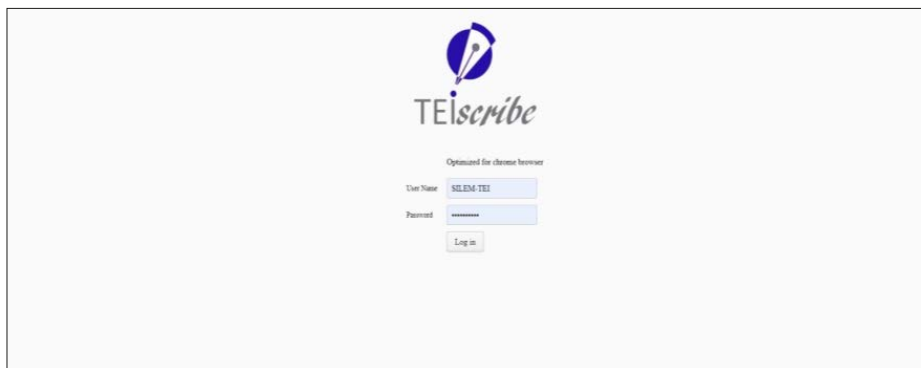 TEIscribe
Optimized for chrome browser
User Name SILEM-TEI
Password ••••••••••
Log in